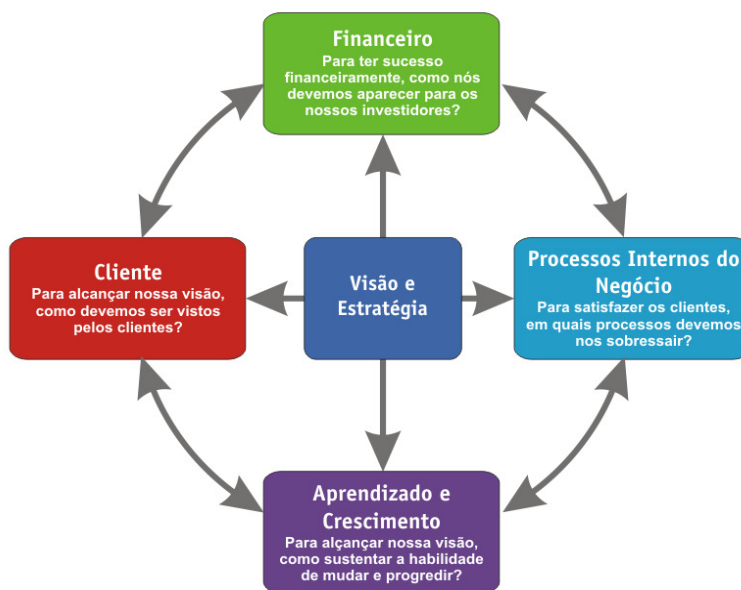 Financeiro
Para ter sucesso
financeiramente, como nós
devemos aparecer para os
nossos investidores?
Cliente
Para alcançar nossa visão,
como devemos ser vistos
pelos clientes?
Visão e
Estratégia
Processos Internos do
Negócio
Para satisfazer os clientes,
em quais processos devemos
nos sobressair?
Aprendizado e
Crescimento
Para alçançar nossa visão,
como sustentar a habilidade
de mudar e progredir?